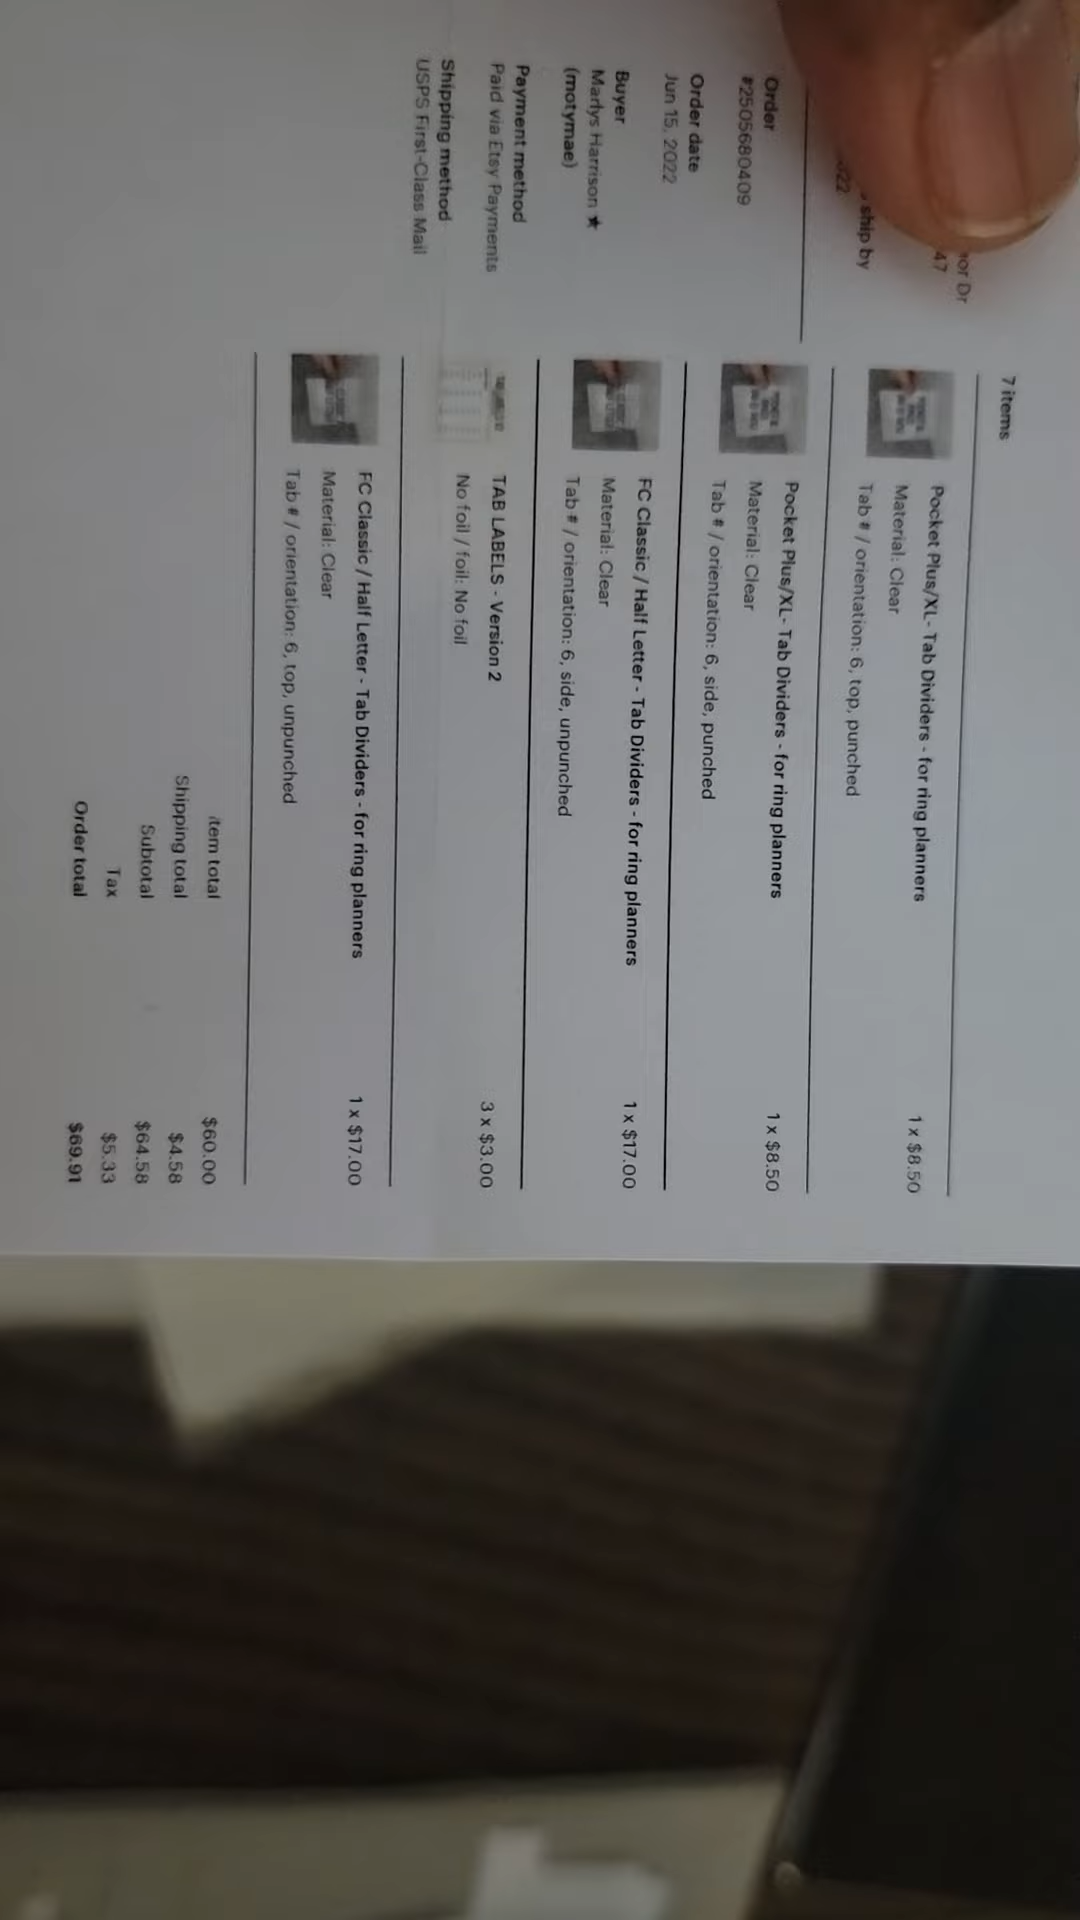 or Dr
47
ship by
22
Order
#2505680409
Order date
Jun 15, 2022
Buyer
Marlys Harrison ★
(motymae)
Payment method
Paid via Etsy Payments
Shipping method
USPS First-Class Mail
7 items
Pocket Plus/XL- Tab Dividers - for ring planners 1 x $8.50
Material: Clear
Tab # / orientation: 6, top, punched
Pocket Plus/XL- Tab Dividers - for ring planners 1 x $8.50
Material: Clear
Tab # / orientation: 6, side, punched
FC Classic / Half Letter - Tab Dividers - for ring planners 1 x $17.00
Material: Clear
Tab # / orientation: 6, side, unpunched
TAB LABELS - Version 2 3 x $3.00
No foil / foil: No foil
FC Classic / Half Letter - Tab Dividers - for ring planners 1 x $17.00
Material: Clear
Tab # / orientation: 6, top, unpunched
Item total $60.00
Shipping total $4.58
Subtotal $64.58
Tax $5.33
Order total $69.91